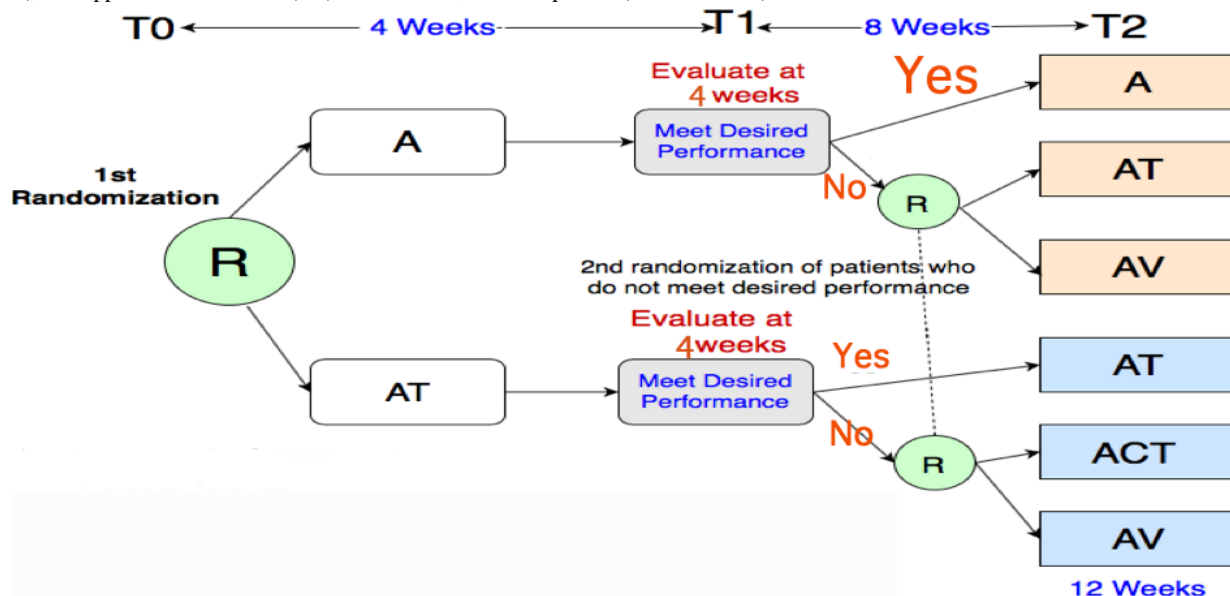 T0 4 Weeks T1 8 Weeks T2
Evaluate at
4 weeks
Yes
A
A
Meet Desired
Performance
1st
Randomization
No
R
AT
R
2nd randomization of patients who
do not meet desired performance
AV
Evaluate at
4 weeks
Yes
AT
AT
Meet Desired
Performance
No
R
ACT
AV
12 Weeks